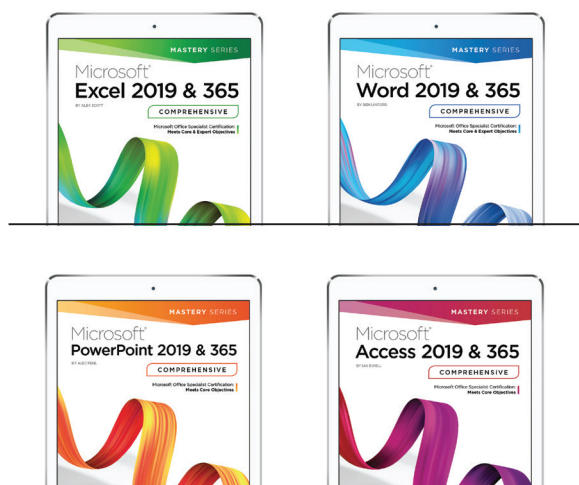 MASTERY SERIES
Microsoft®
Excel 2019 & 365
BY ALEX SCOTT
COMPREHENSIVE
Microsoft Office Specialist Certification:
Meets Core & Expert Objectives
MASTERY SERIES
Microsoft®
Word 2019 & 365
COMPREHENSIVE
Microsoft Office Specialist Certification:
Meets Core & Expert Objectives
MASTERY SERIES
Microsoft®
PowerPoint 2019 & 365
COMPREHENSIVE
Microsoft Office Specialist Certification:
Meets Core Objectives
MASTERY SERIES
Microsoft®
Access 2019 & 365
COMPREHENSIVE
Microsoft Office Specialist Certification:
Meets Core Objectives